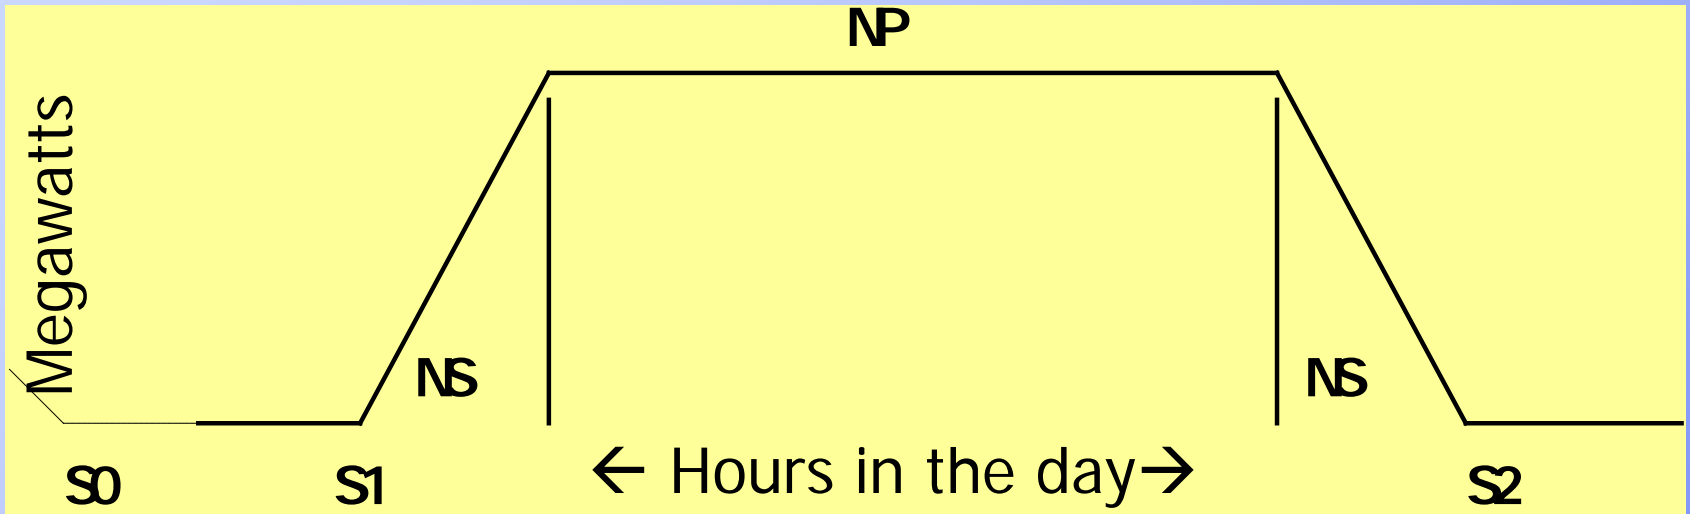 NP
Megawatts
NS
NS
← Hours in the day→
S0
S1
S2